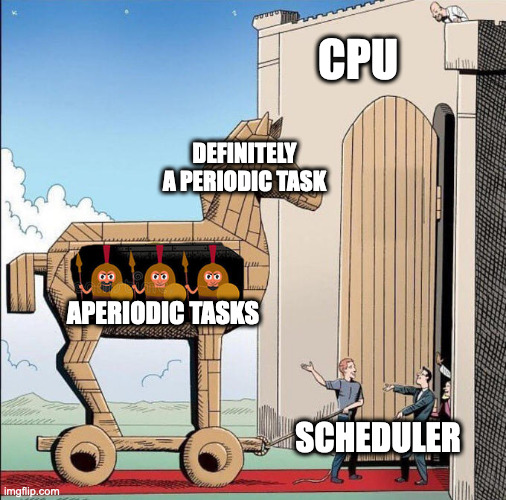 CPU
DEFINITELY
A PERIODIC TASK
APERIODIC TASKS
SCHEDULER
imgflip.com